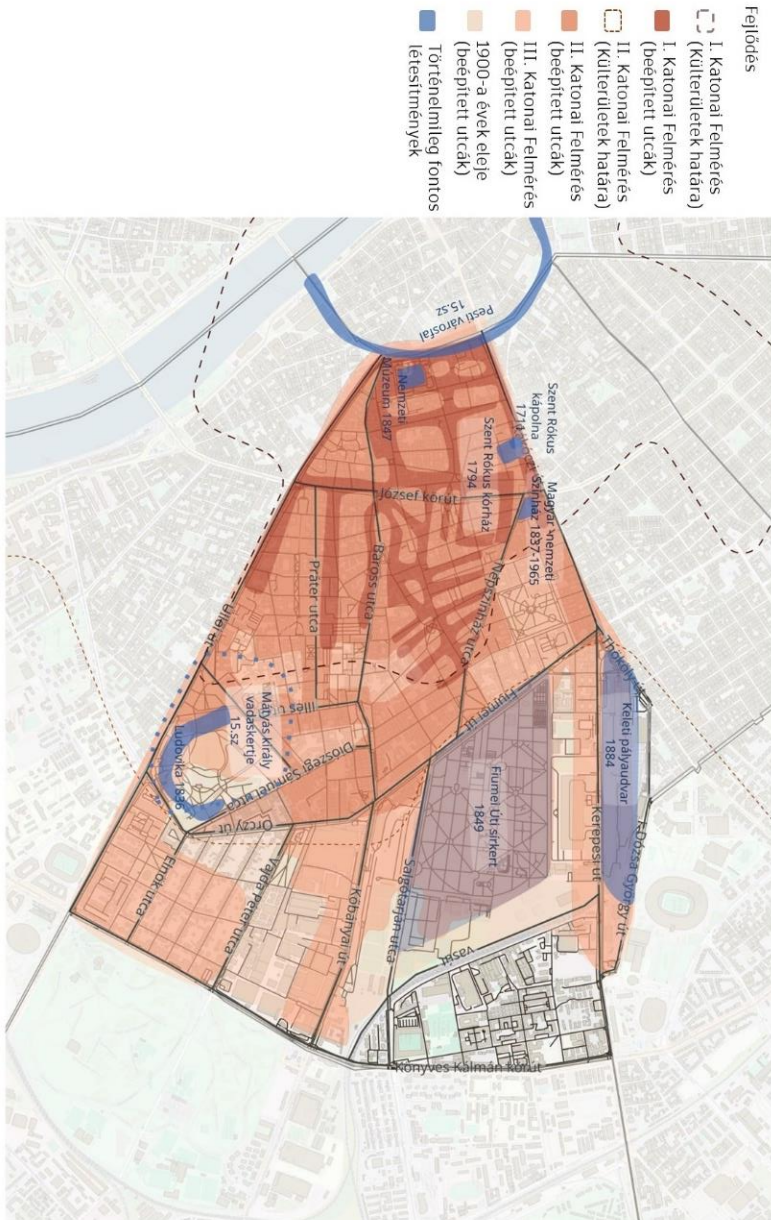 Fejlődés
I. Katonai Felmérés
(Külterületek határa)
I. Katonai Felmérés
(beépített utcák)
II. Katonai Felmérés
(Külterületek határa)
II. Katonai Felmérés
(beépített utcák)
III. Katonai Felmérés
(beépített utcák)
1900-a évek eleje
(beépített utcák)
Történelmileg fontos
létesítmények
Pesti városfal
15.sz
Nemzeti
Múzeum 1847
Szent Rókus
kápolna
1711
Szent Rókus kórház
1794
Magyar nemzeti
Színház 1837-1965
József körút
Népszínház utca
Baross utca
Práter utca
Üllői út
Illés utca
Mátyás király
vadaskertje
15.sz
Ludovika 1836
Diószegi Sámuel utca
Orczy út
Fiumei út
Fiumei Úti sírkert
1849
Thököly út
Keleti pályaudvar
1884
Dózsa György út
Kerepesi út
Salgótarján utca
Kőbányai út
Vajda Péter utca
Elnök utca
vasút
Könyves Kálmán körút